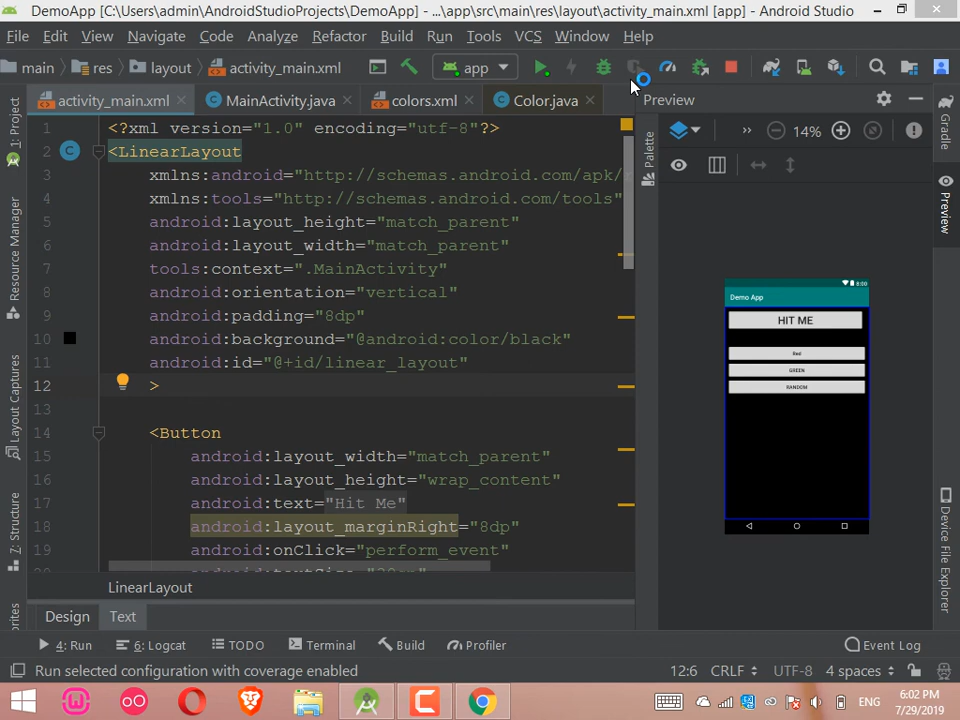 DemoApp [C:\Users\admin\AndroidStudioProjects\DemoApp] - ...\app\src\main\res\layout\activity_main.xml [app] - Android Studio
File Edit View Navigate Code Analyze Refactor Build Run Tools VCS Window Help
main res layout activity_main.xml app
activity_main.xml MainActivity.java colors.xml Color.java Preview
14%
1 <?xml version="1.0" encoding="utf-8"?>
2 <LinearLayout
3 xmlns:android="http://schemas.android.com/apk/
4 xmlns:tools="http://schemas.android.com/tools"
5 android:layout_height="match_parent"
6 android:layout_width="match_parent"
7 tools:context=".MainActivity"
8 android:orientation="vertical"
9 android:padding="8dp"
10 android:background="@android:color/black"
11 android:id="@+id/linear_layout"
12 >
13
14 <Button
15 android:layout_width="match_parent"
16 android:layout_height="wrap_content"
17 android:text="Hit Me"
18 android:layout_marginRight="8dp"
19 android:onClick="perform_event"
LinearLayout
Design Text
1: Project
Resource Manager
Layout Captures
7: Structure
Palette
8:00
Demo App
HIT ME
Red
GREEN
RANDOM
Gradle
Preview
Device File Explorer
4: Run 6: Logcat TODO Terminal Build Profiler Event Log
Run selected configuration with coverage enabled 12:6 CRLF UTF-8 4 spaces
ENG 6:02 PM
7/29/2019